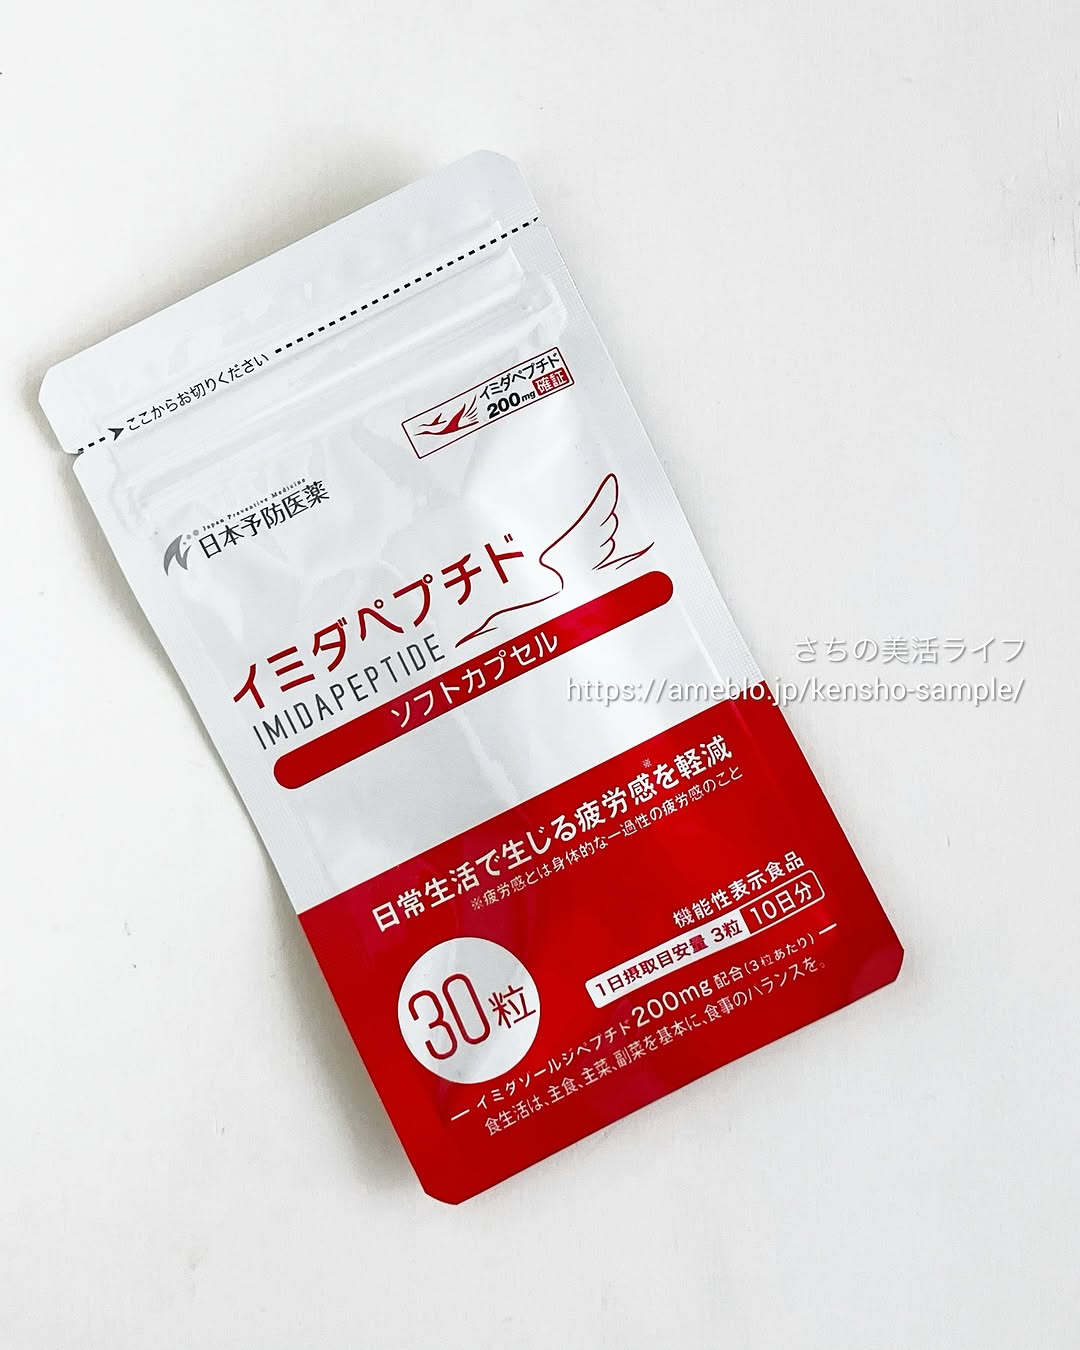 ここからお切りください
イミダペプチド
200mg 確証
Japan Preventive Medicine
日本予防医薬
イミダペプチド
IMIDAPEPTIDE
ソフトカプセル
さちの美活ライフ
https://ameblo.jp/kensho-sample/
日常生活で生じる疲労感※を軽減
※疲労感とは身体的な一過性の疲労感のこと
機能性表示食品
1日摂取目安量 3粒 10日分
30粒
イミダゾールジペプチド200mg配合(3粒あたり)
食生活は、主食、主菜、副菜を基本に、食事のバランスを。